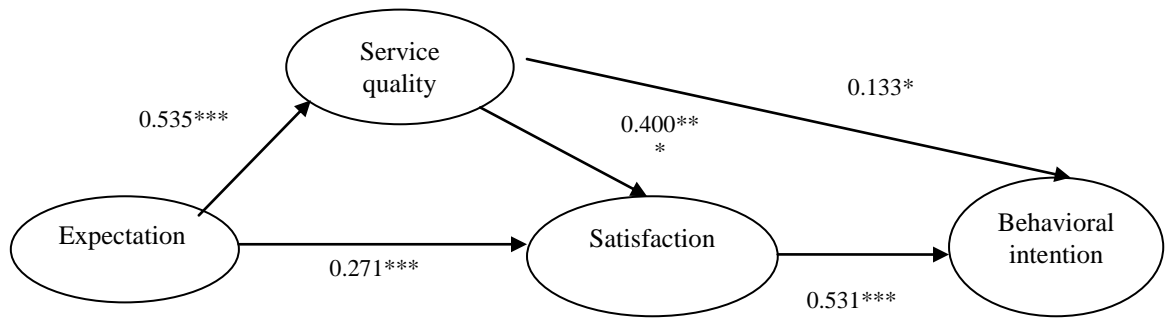 Service
quality
0.133*
0.535***
0.400**
*
Expectation
Satisfaction
Behavioral
intention
0.271***
0.531***